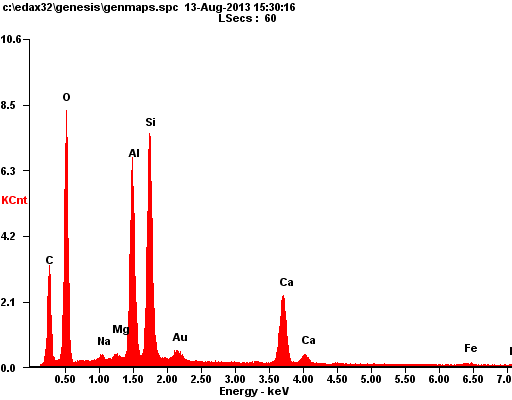 c:\edax32\genesis\genmaps.spc 13-Aug-2013 15:30:16
LSecs : 60
10.6
8.5
6.3
KCnt
4.2
2.1
0.0
C
O
Na
Mg
Al
Si
Au
Ca
Ca
Fe
0.50 1.00 1.50 2.00 2.50 3.00 3.50 4.00 4.50 5.00 5.50 6.00 6.50 7.0
Energy - keV